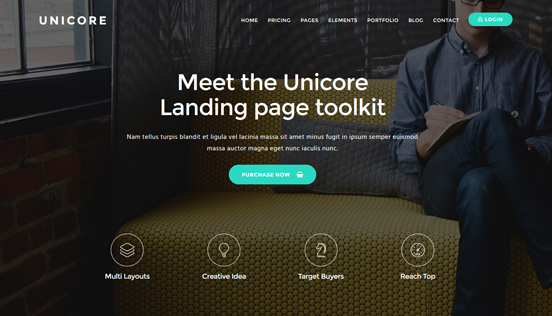 UNICORE
HOME PRICING PAGES ELEMENTS PORTFOLIO BLOG CONTACT LOGIN
Meet the Unicore
Landing page toolkit
Nam tellus turpis blandit et ligula vel lacinia massa sit amet minus fugit in ipsum semper euismod
massa auctor magna eget nunc iaculis nunc.
PURCHASE NOW
Multi Layouts Creative Idea Target Buyers Reach Top